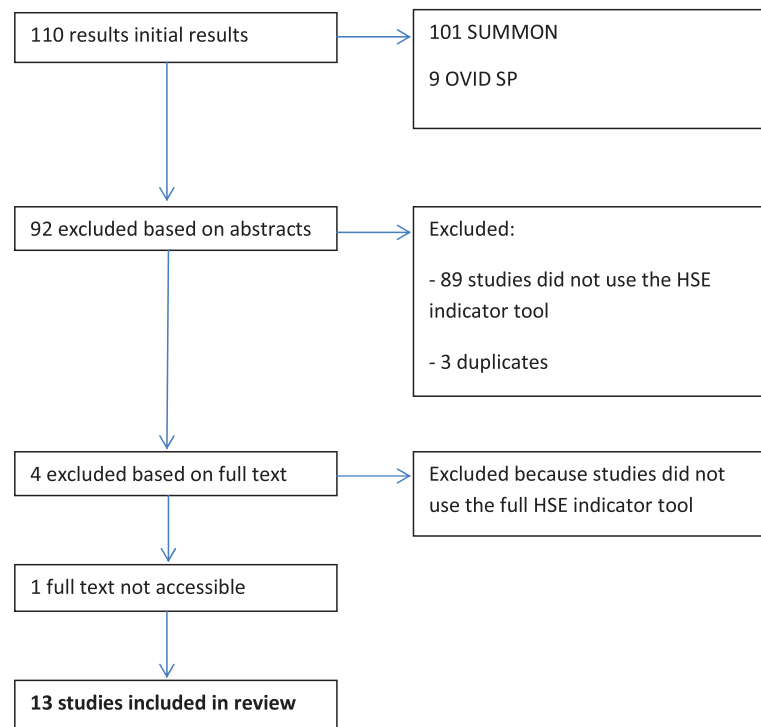 110 results initial results
101 SUMMON
9 OVID SP
92 excluded based on abstracts
Excluded:
- 89 studies did not use the HSE
indicator tool
- 3 duplicates
4 excluded based on full text
Excluded because studies did not
use the full HSE indicator tool
1 full text not accessible
13 studies included in review